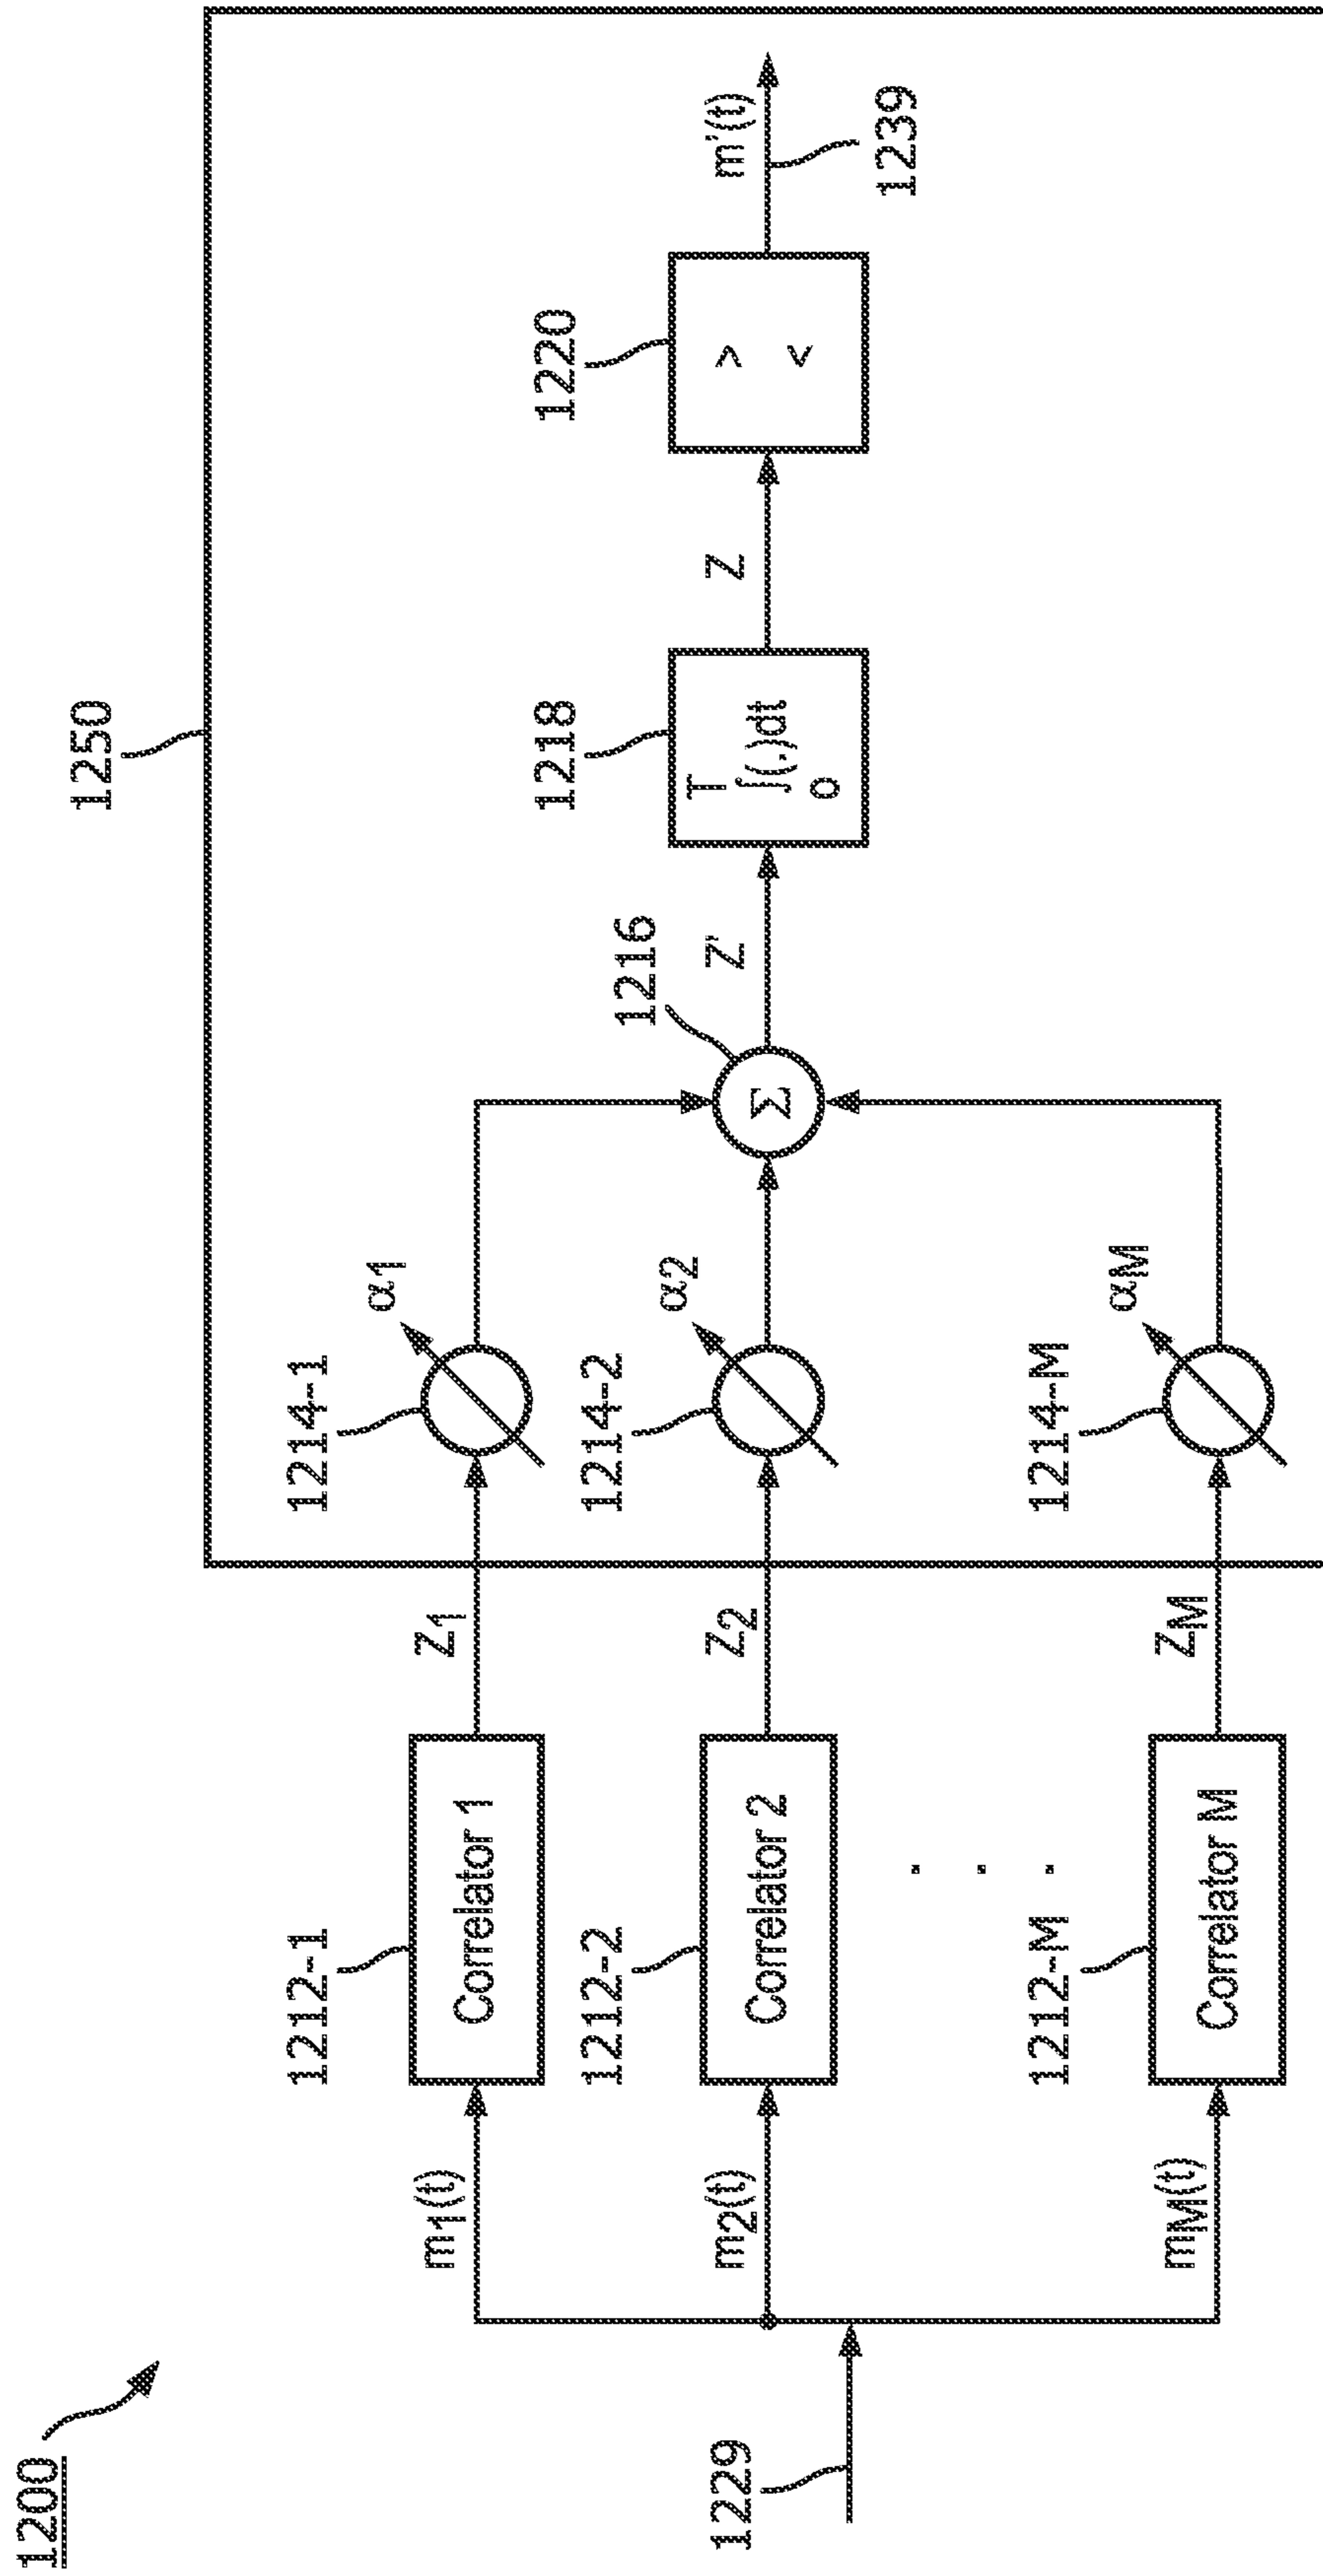 1200
1250
1229
m1(t)
1212-1
Correlator 1
Z1
1214-1
α1
m2(t)
1212-2
Correlator 2
Z2
1214-2
α2
1216
Σ
Z'
1218
T
∫(,)dt
0
Z
1220
>
<
m'(t)
1239
. . .
mM(t)
1212-M
Correlator M
ZM
1214-M
αM